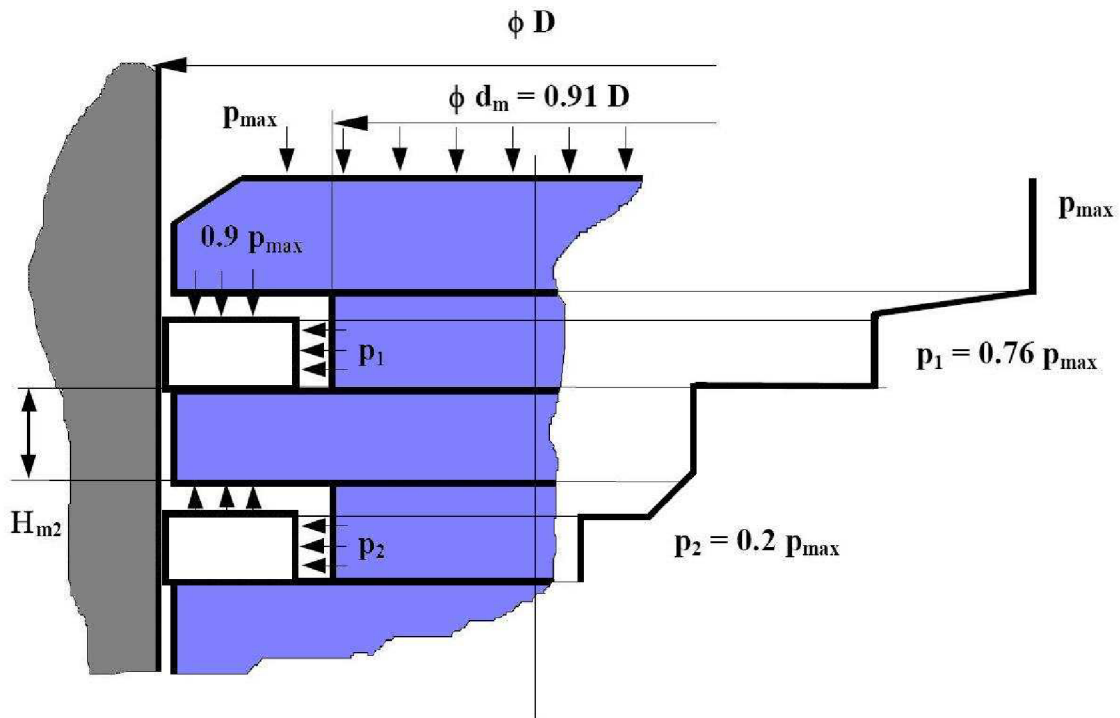 ϕ D
ϕ dₘ = 0.91 D
pₘₐₓ
pₘₐₓ
0.9 pₘₐₓ
p₁
p₁ = 0.76 pₘₐₓ
Hₘ₂
p₂
p₂ = 0.2 pₘₐₓ